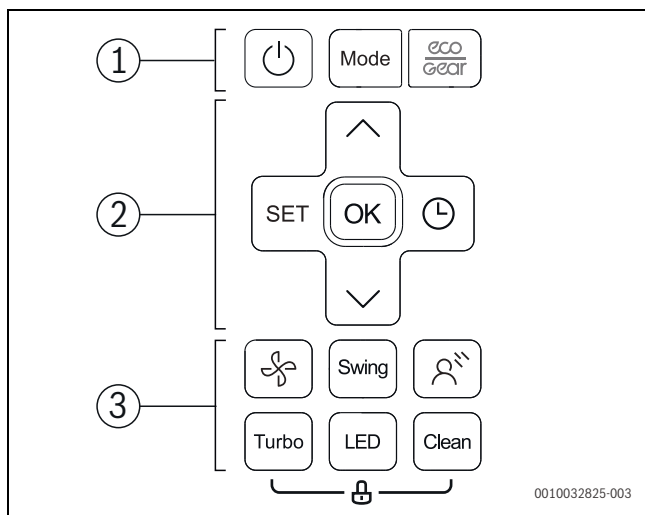 1
Mode
eco
Gear
2
SET OK
3
Swing
Turbo LED Clean
0010032825-003